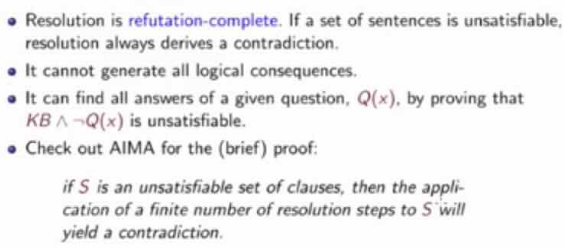 • Resolution is refutation-complete. If a set of sentences is unsatisfiable,
resolution always derives a contradiction.
• It cannot generate all logical consequences.
• It can find all answers of a given question, Q(x), by proving that
KB ∧ ¬Q(x) is unsatisfiable.
• Check out AIMA for the (brief) proof:
if S is an unsatisfiable set of clauses, then the appli-
cation of a finite number of resolution steps to S will
yield a contradiction.